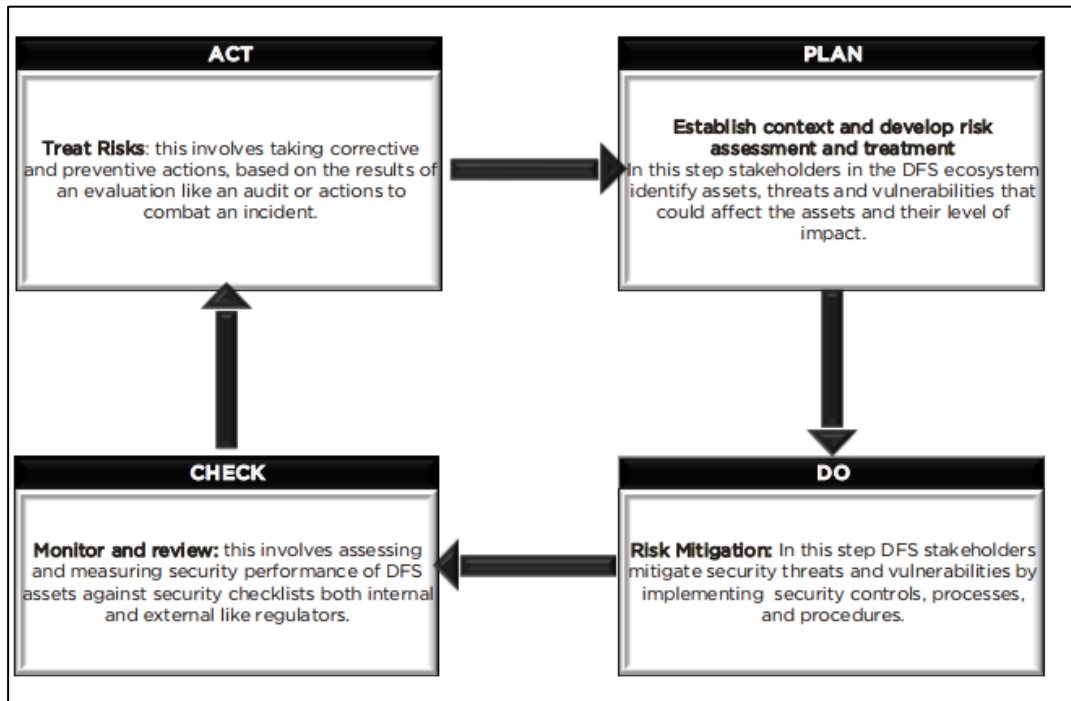 ACT
Treat Risks: this involves taking corrective
and preventive actions, based on the results of
an evaluation like an audit or actions to
combat an incident.
PLAN
Establish context and develop risk
assessment and treatment
In this step stakeholders in the DFS ecosystem
identify assets, threats and vulnerabilities that
could affect the assets and their level of
impact.
DO
Risk Mitigation: In this step DFS stakeholders
mitigate security threats and vulnerabilities by
implementing security controls, processes,
and procedures.
CHECK
Monitor and review: this involves assessing
and measuring security performance of DFS
assets against security checklists both internal
and external like regulators.